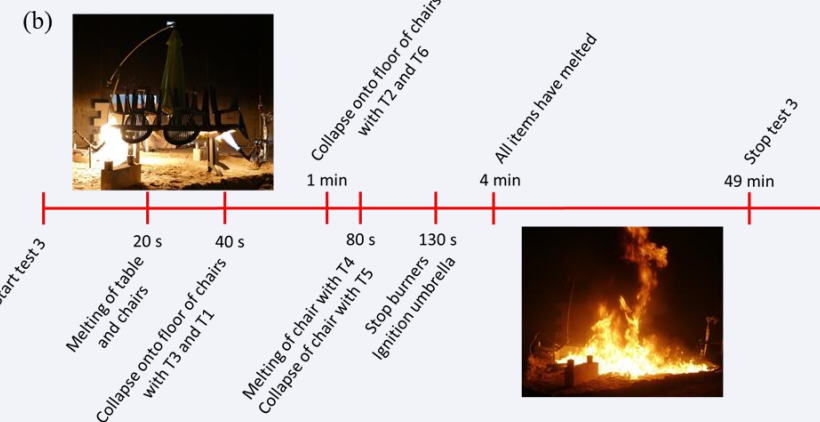 (b)
Collapse onto floor of chairs
with T2 and T6
All items have melted
Stop test 3
1 min
4 min
49 min
20 s
40 s
80 s
130 s
test 3
Melting of table
and chairs
Collapse onto floor of chairs
with T3 and T1
Melting of chair with T4
Collapse of chair with T5
Stop burners
Ignition umbrella